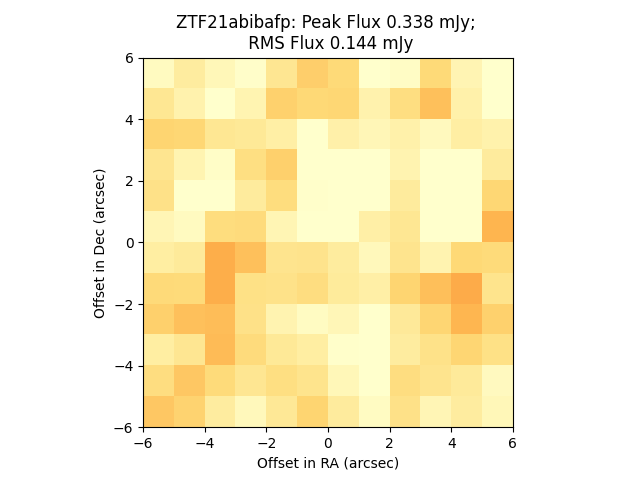 ZTF21abibafp: Peak Flux 0.338 mJy;
RMS Flux 0.144 mJy
6
4
2
0
−2
−4
−6
Offset in Dec (arcsec)
−6 −4 −2 0 2 4 6
Offset in RA (arcsec)